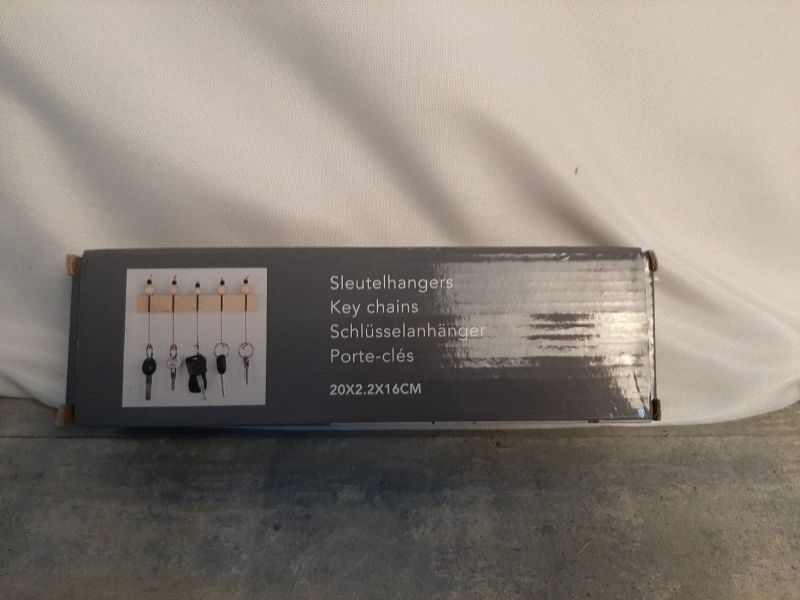 Sleutelhangers
Key chains
Schlüsselanhänger
Porte-clés
20X2.2X16CM